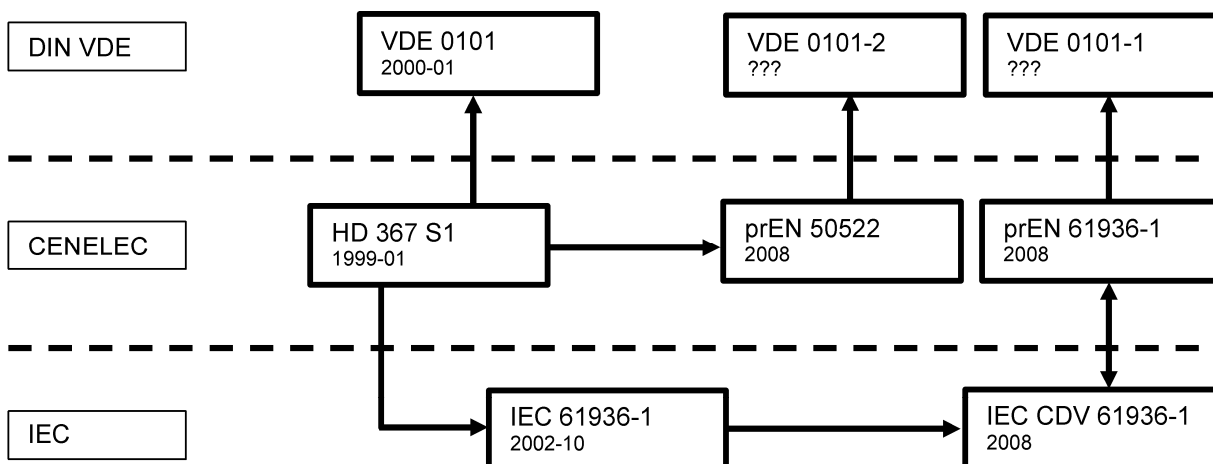 DIN VDE
VDE 0101
2000-01
VDE 0101-2
???
VDE 0101-1
???
CENELEC
HD 367 S1
1999-01
prEN 50522
2008
prEN 61936-1
2008
IEC
IEC 61936-1
2002-10
IEC CDV 61936-1
2008